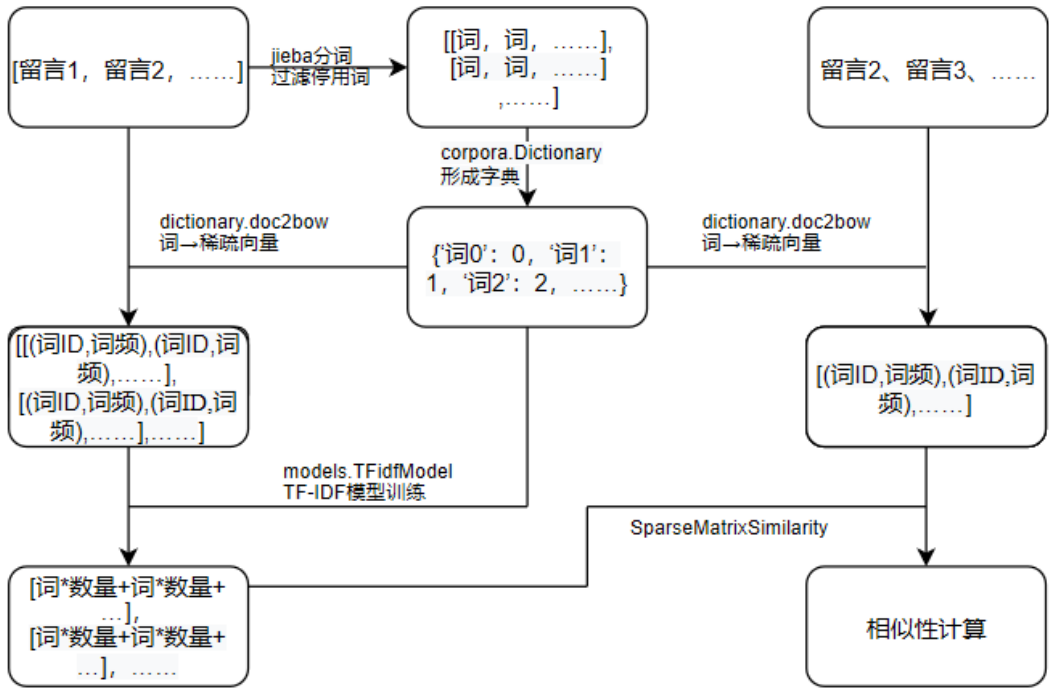 [留言1，留言2，……]
jieba分词
过滤停用词
[[词，词，……],
[词，词，……]
,……]
留言2、留言3、……
corpora.Dictionary
形成字典
dictionary.doc2bow
词→稀疏向量
{‘词0’：0，‘词1’：
1，‘词2’：2，……}
dictionary.doc2bow
词→稀疏向量
[[(词ID,词频),(词ID,词
频),……],
[(词ID,词频),(词ID,词
频),……],……]
[(词ID,词频),(词ID,词
频),……]
models.TFidfModel
TF-IDF模型训练
SparseMatrixSimilarity
[词*数量+词*数量+
…],
[词*数量+词*数量+
…]，……
相似性计算